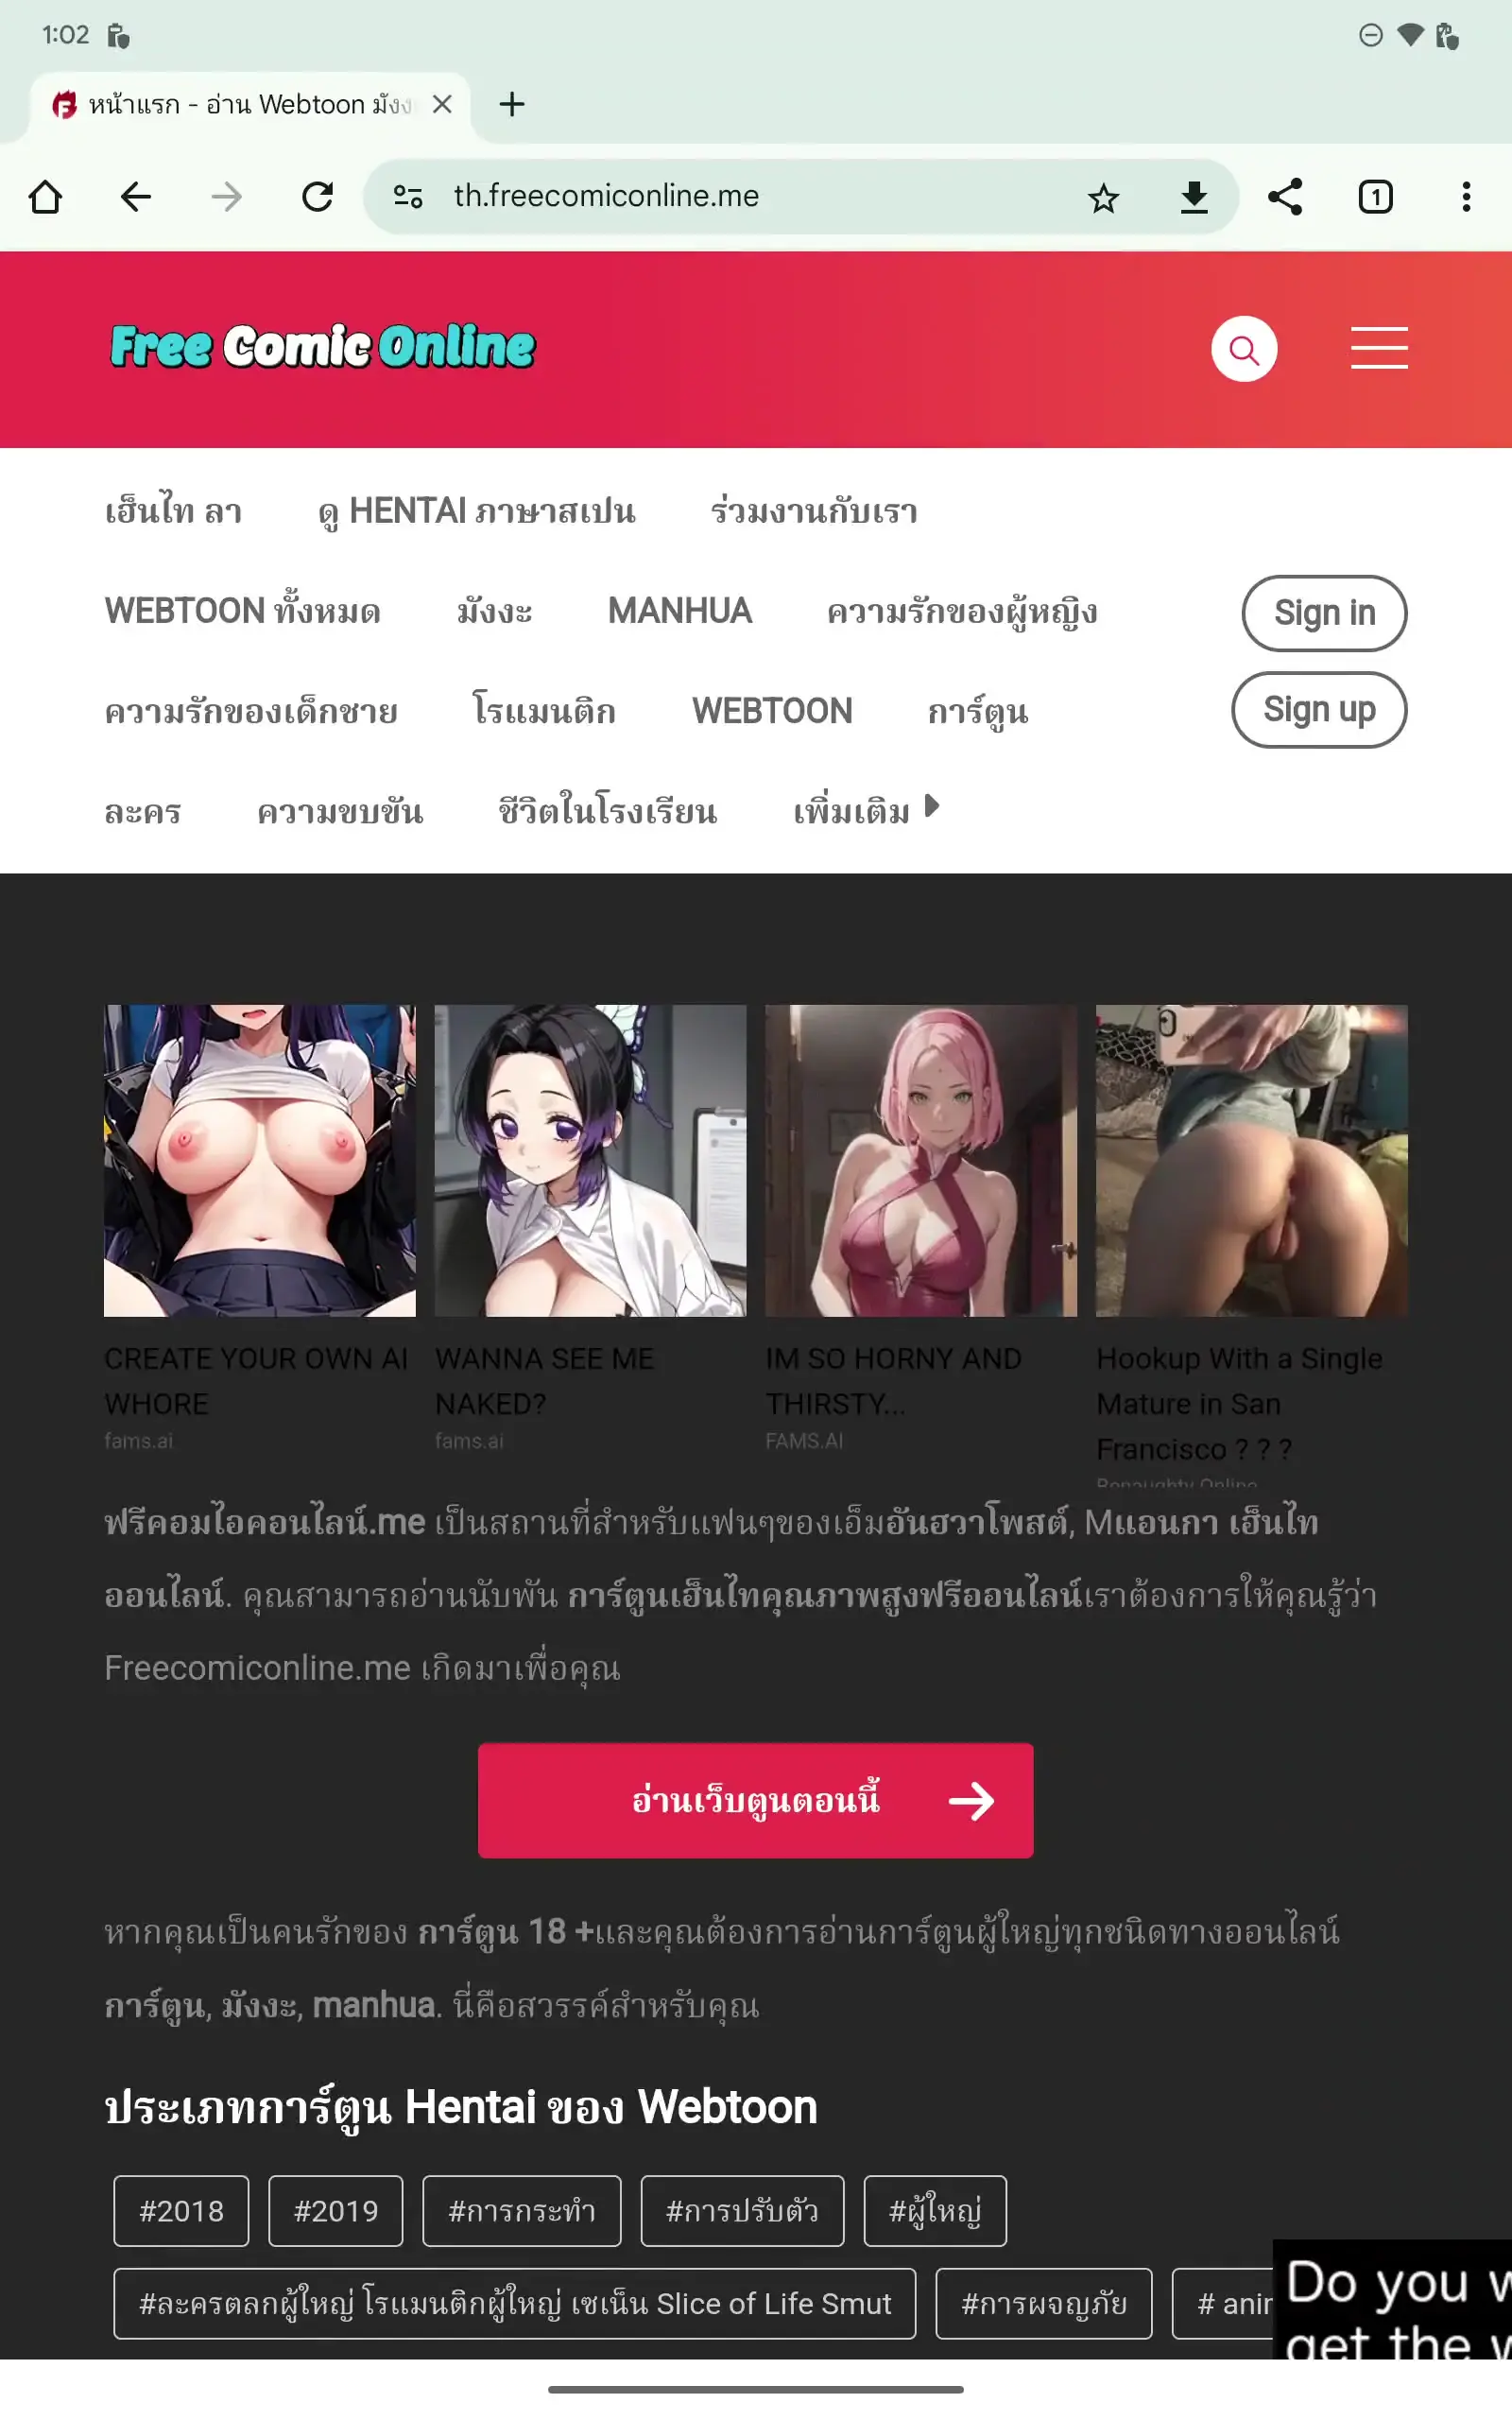 1:02
หน้าแรก - อ่าน Webtoon มังง
th.freecomiconline.me
1
Free Comic Online
เฮ็นไท ลา ดู HENTAI ภาษาสเปน ร่วมงานกับเรา
WEBTOON ทั้งหมด มังงะ MANHUA ความรักของผู้หญิง
Sign in
ความรักของเด็กชาย โรแมนติก WEBTOON การ์ตูน
Sign up
ละคร ความขบขัน ชีวิตในโรงเรียน เพิ่มเติม
CREATE YOUR OWN AI
WHORE
fams.ai
WANNA SEE ME
NAKED?
fams.ai
IM SO HORNY AND
THIRSTY...
FAMS.AI
Hookup With a Single
Mature in San
Francisco ? ? ?
Benaughty Online
ฟรีคอมไอคอนไลน์.me เป็นสถานที่สำหรับแฟนๆของเอ็มอันฮวาโพสต์, Mแอนกา เฮ็นไท
ออนไลน์. คุณสามารถอ่านนับพัน การ์ตูนเฮ็นไทคุณภาพสูงฟรีออนไลน์เราต้องการให้คุณรู้ว่า
Freecomiconline.me เกิดมาเพื่อคุณ
อ่านเว็บตูนตอนนี้
หากคุณเป็นคนรักของ การ์ตูน 18 +และคุณต้องการอ่านการ์ตูนผู้ใหญ่ทุกชนิดทางออนไลน์
การ์ตูน, มังงะ, manhua. นี่คือสวรรค์สำหรับคุณ
ประเภทการ์ตูน Hentai ของ Webtoon
#2018 #2019 #การกระทำ #การปรับตัว #ผู้ใหญ่
#ละครตลกผู้ใหญ่ โรแมนติกผู้ใหญ่ เซเน็น Slice of Life Smut #การผจญภัย # anir
Do you w
get the w